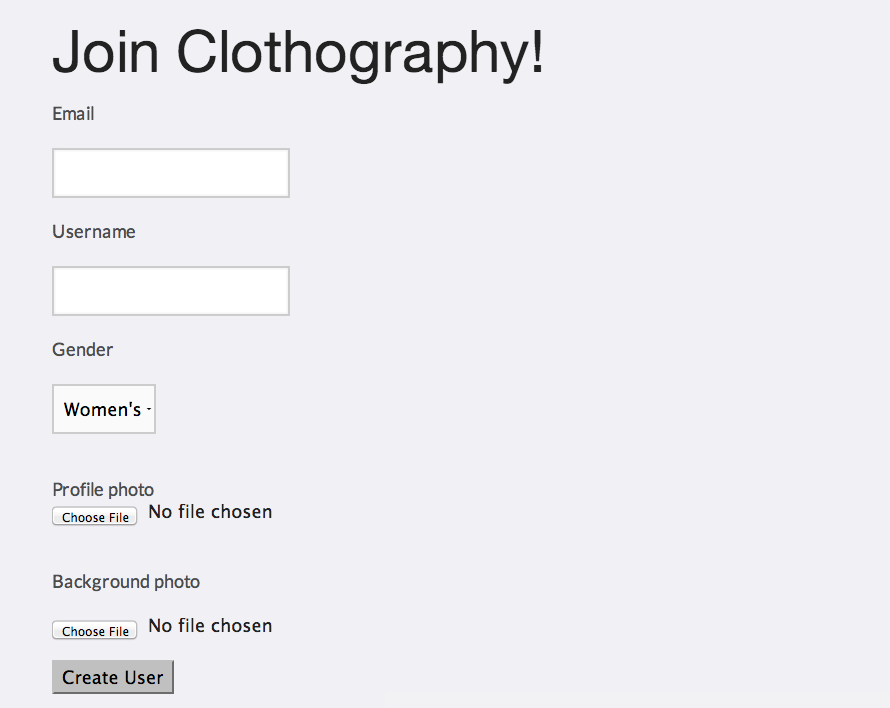 Join Clothography!
Email
Username
Gender
Women's
Profile photo
Choose File No file chosen
Background photo
Choose File No file chosen
Create User